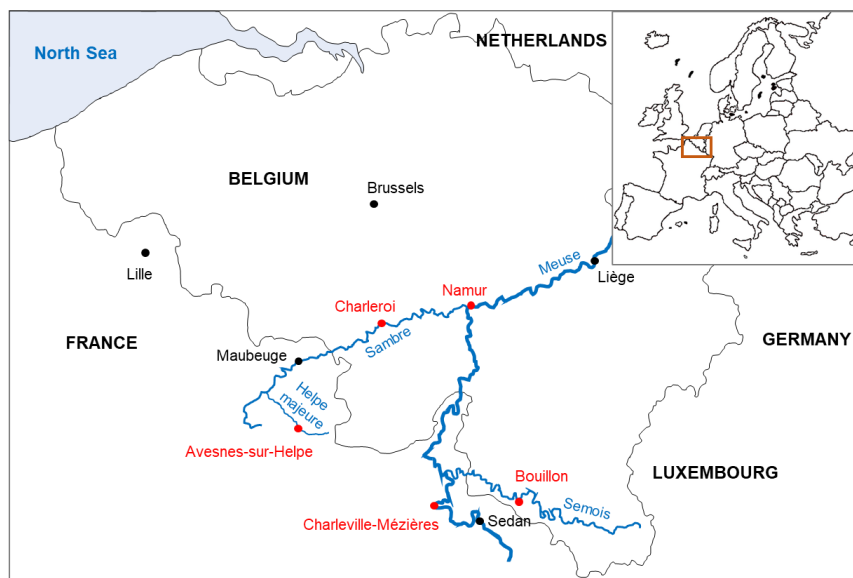 NETHERLANDS
North Sea
BELGIUM
Brussels
Lille
Meuse
Liège
Namur
Charleroi
Sambre
FRANCE
GERMANY
Maubeuge
Helpe
majeure
Avesnes-sur-Helpe
Bouillon
LUXEMBOURG
Semois
Charleville-Mézières
Sedan